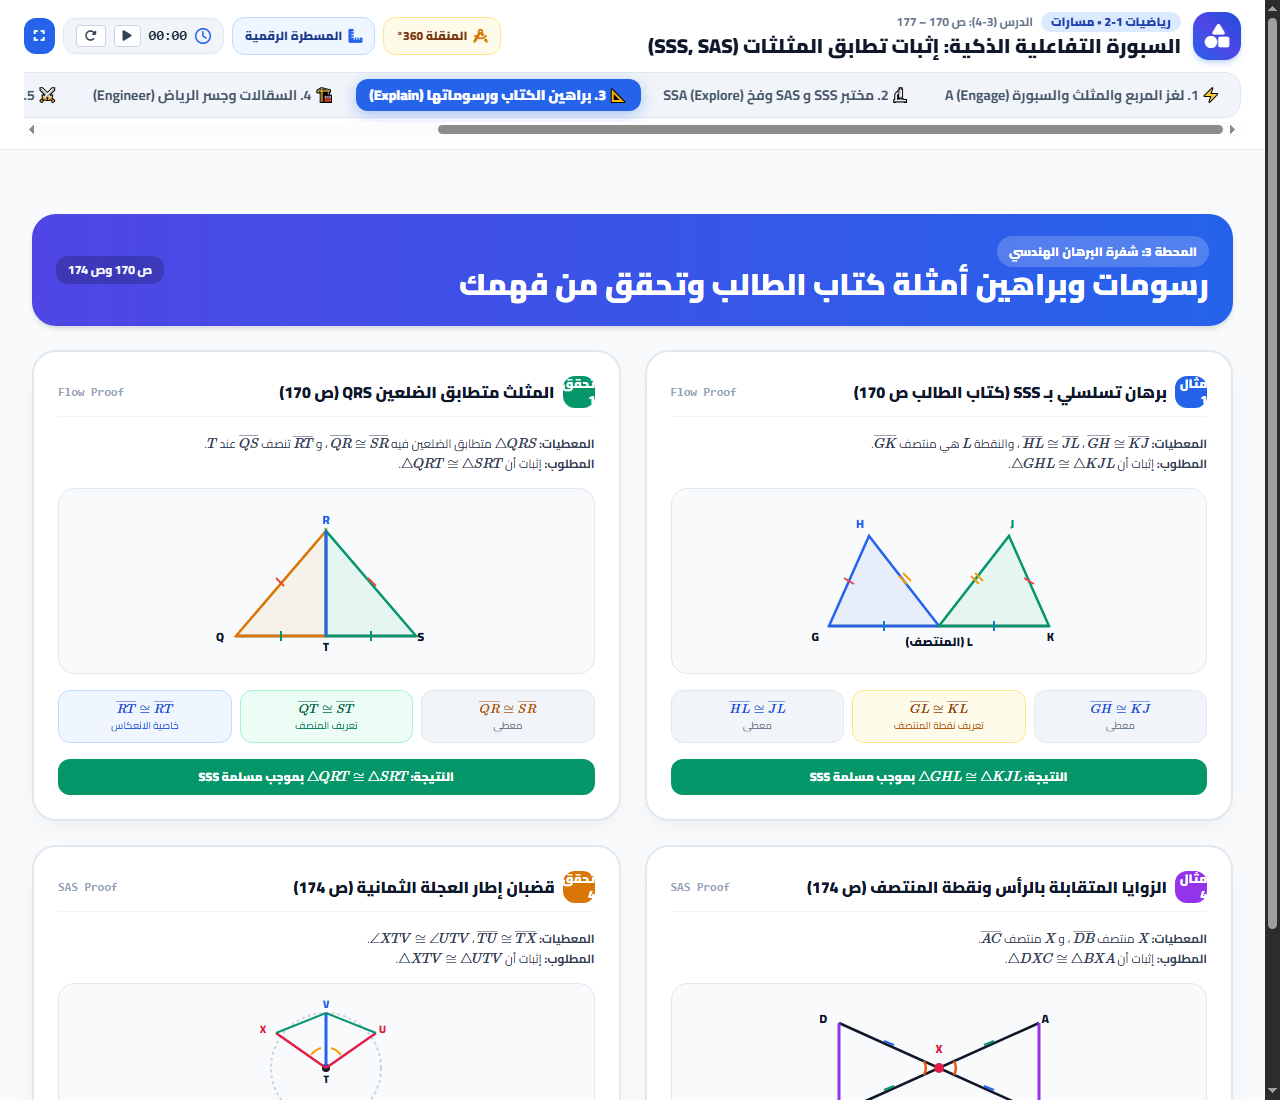 رياضيات 1-2 • مسارات الدرس (3-4): ص 170 – 177
السبورة التفاعلية الذكية: إثبات تطابق المثلثات (SSS, SAS)
المنقلة 360°
المسطرة الرقمية
00:00
1. لغز المربع والمثلث والسبورة A (Engage)
2. مختبر SSS و SAS وفخ SSA (Explore)
3. براهين الكتاب ورسوماتها (Explain)
4. السقالات وجسر الرياض (Engineer)
5.
المحطة 3: شفرة البرهان الهندسي
رسومات وبراهين أمثلة كتاب الطالب وتحقق من فهمك
ص 170 وص 174
مثال
برهان تسلسلي بـ SSS (كتاب الطالب ص 170)
Flow Proof
المعطيات: GH ≅ KJ ، HL ≅ JL ، والنقطة L هي منتصف GK.
المطلوب: إثبات أن △GHL ≅ △KJL.
H
J
G
L (المنتصف)
K
GH ≅ KJ
معطى
GL ≅ KL
تعريف نقطة المنتصف
HL ≅ JL
معطى
النتيجة: △GHL ≅ △KJL بموجب مسلمة SSS
تحقق
المثلث متطابق الضلعين QRS (ص 170)
Flow Proof
المعطيات: △QRS متطابق الضلعين فيه QR ≅ SR ، و RT تنصف QS عند T.
المطلوب: إثبات أن △QRT ≅ △SRT.
R
Q
S
T
QR ≅ SR
معطى
QT ≅ ST
تعريف المنصف
RT ≅ RT
خاصية الانعكاس
النتيجة: △QRT ≅ △SRT بموجب مسلمة SSS
مثال
الزوايا المتقابلة بالرأس ونقطة المنتصف (ص 174)
SAS Proof
المعطيات: X منتصف DB ، و X منتصف AC.
المطلوب: إثبات أن △DXC ≅ △BXA.
D
A
X
تحقق
قضبان إطار العجلة الثمانية (ص 174)
SAS Proof
المعطيات: TU ≅ TX ، ∠XTV ≅ ∠UTV.
المطلوب: إثبات أن △XTV ≅ △UTV.
V
X
U
T